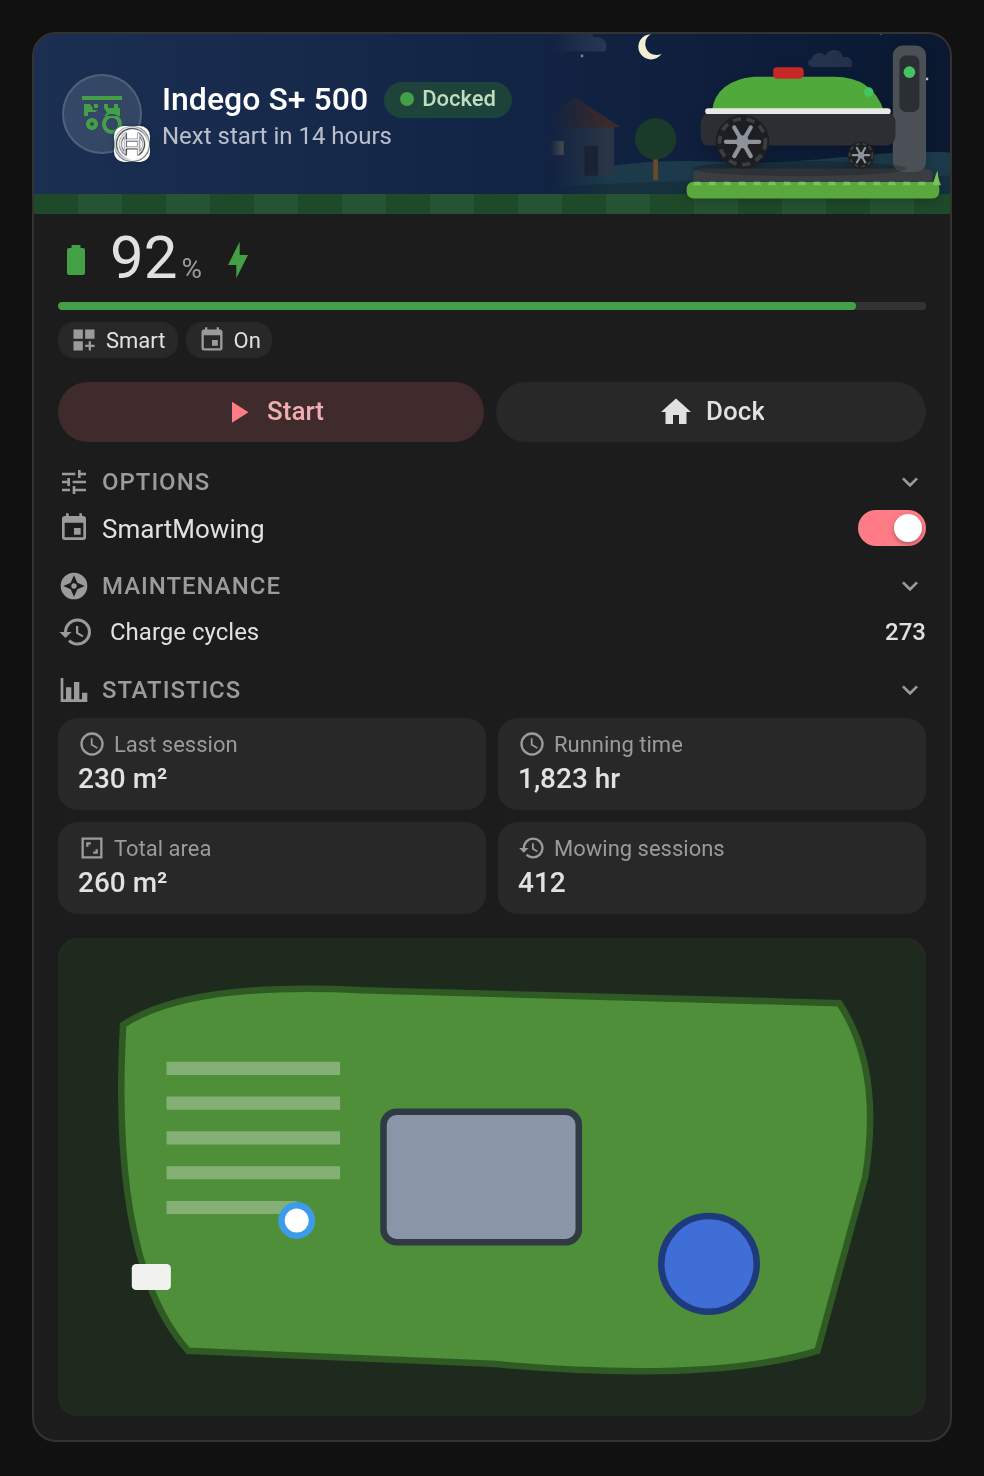 Indego S+ 500
Docked
Next start in 14 hours
92%
Smart
On
Start
Dock
OPTIONS
SmartMowing
MAINTENANCE
Charge cycles
273
STATISTICS
Last session
230 m²
Running time
1,823 hr
Total area
260 m²
Mowing sessions
412